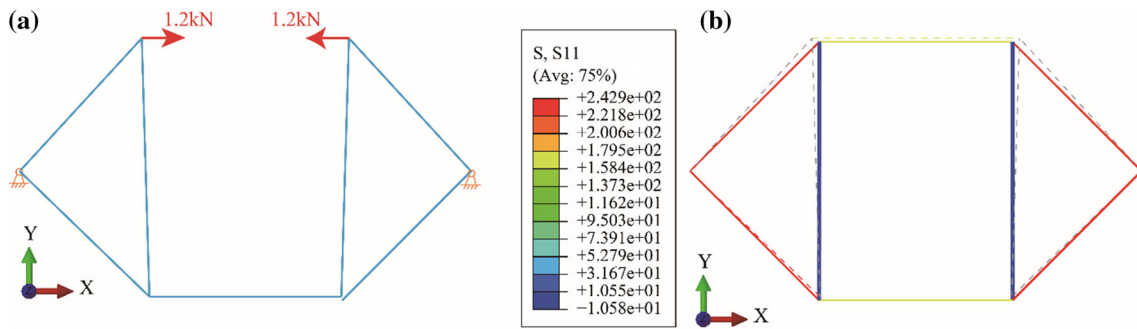 (a)
1.2kN 1.2kN
Y
X
Z
S, S11
(Avg: 75%)
+2.429e+02
+2.218e+02
+2.006e+02
+1.795e+02
+1.584e+02
+1.373e+02
+1.162e+01
+9.503e+01
+7.391e+01
+5.279e+01
+3.167e+01
+1.055e+01
−1.058e+01
(b)
Y
X
Z